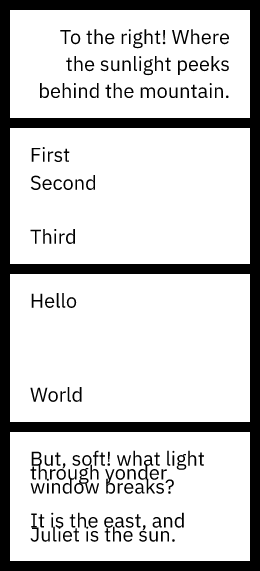 To the right! Where
the sunlight peeks
behind the mountain.
First
Second
Third
Hello
World
But, soft! what light
through yonder
window breaks?
It is the east, and
Juliet is the sun.